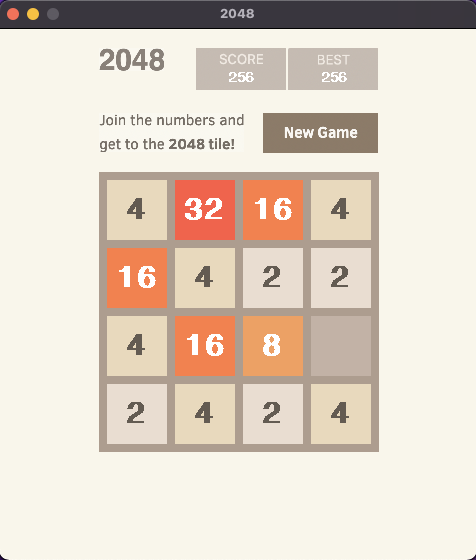 2048
2048
SCORE
256
BEST
256
Join the numbers and
get to the 2048 tile!
New Game
4 32 16 4
16 4 2 2
4 16 8
2 4 2 4